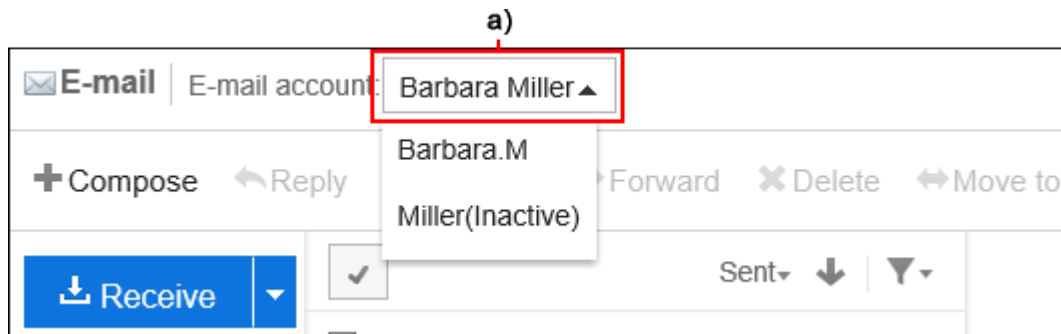 a)
E-mail E-mail account: Barbara Miller
Barbara.M
Compose Reply Forward Delete Move to
Miller(Inactive)
Receive Sent